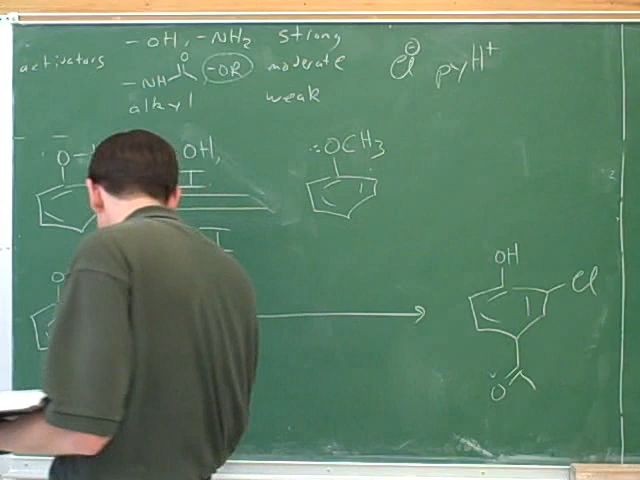 -OH, -NH2 strong
activators
O
-NH -OR moderate
alkyl weak
Cl⊖ pyH+
O- OH,
I
:OCH3
I
O
OH
Cl
O